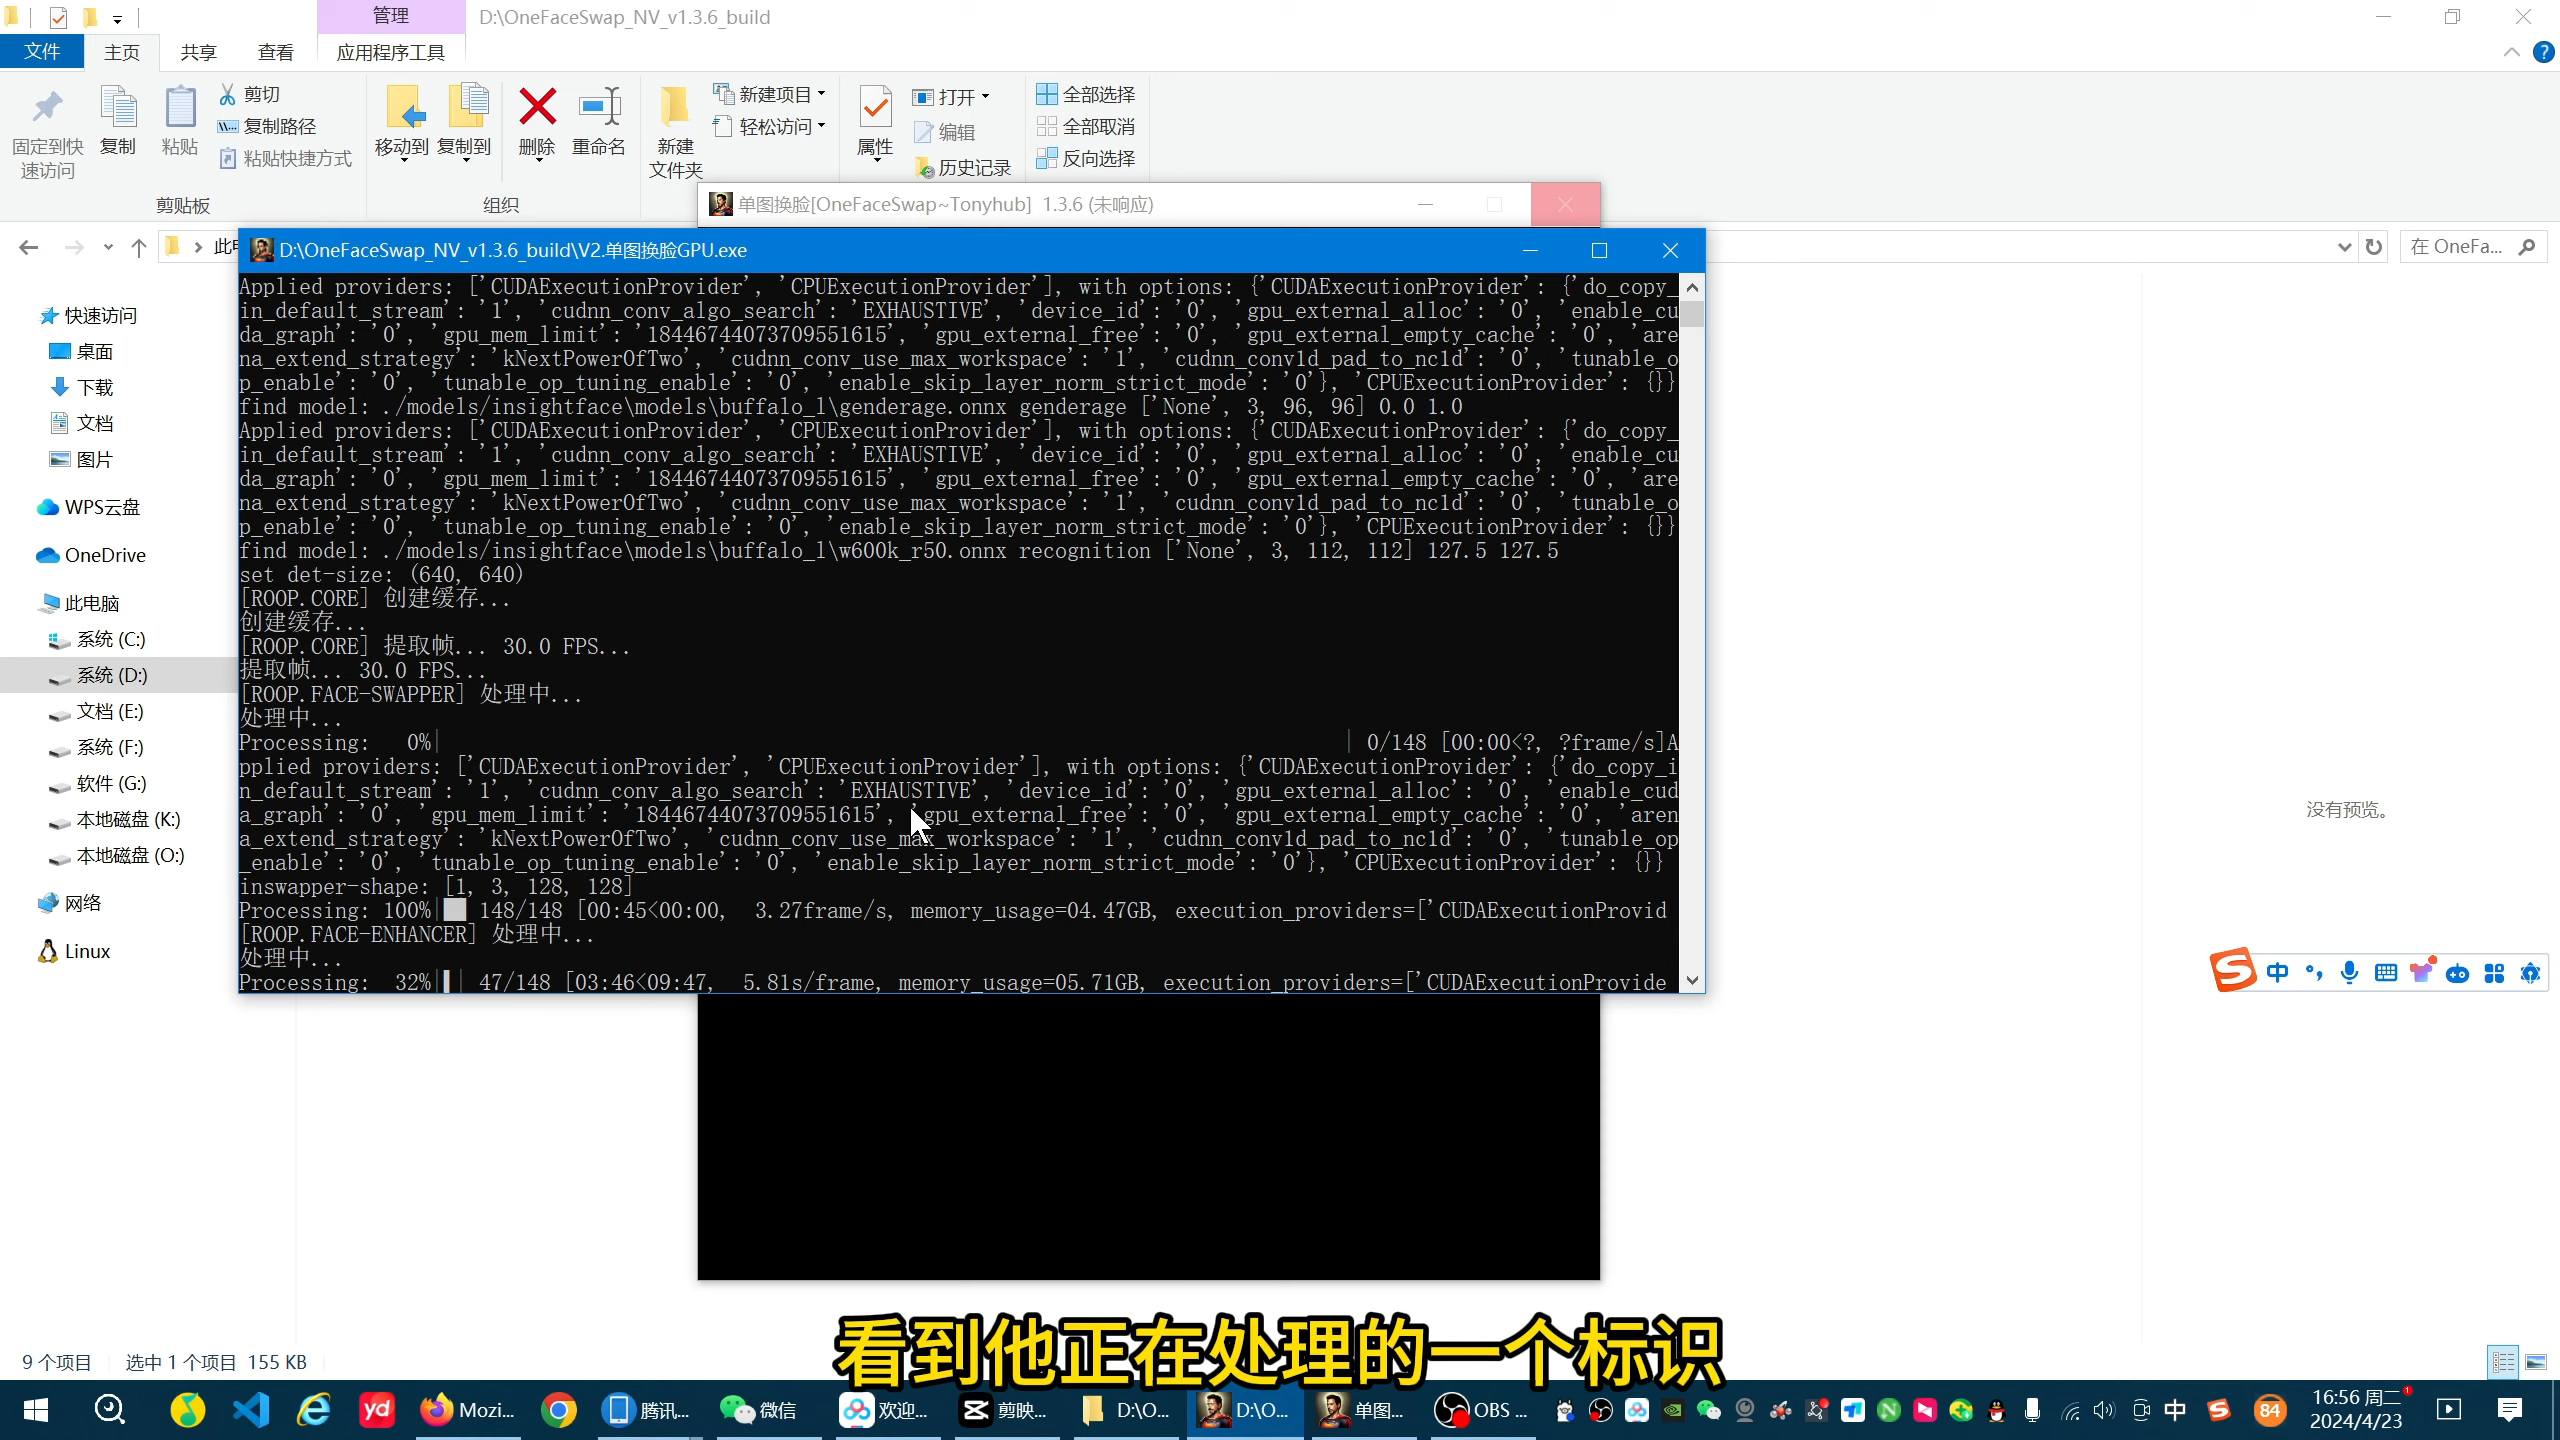 管理
D:\OneFaceSwap_NV_v1.3.6_build
文件 主页 共享 查看 应用程序工具
固定到快速访问
复制
粘贴
剪切
复制路径
粘贴快捷方式
剪贴板
移动到
复制到
删除
重命名
组织
新建
文件夹
新建项目
轻松访问
属性
打开
编辑
历史记录
全部选择
全部取消
反向选择
单图换脸[OneFaceSwap~Tonyhub] 1.3.6 (未响应)
此电
在 OneFa...
D:\OneFaceSwap_NV_v1.3.6_build\V2.单图换脸GPU.exe
快速访问
桌面
下载
文档
图片
WPS云盘
OneDrive
此电脑
系统 (C:)
系统 (D:)
文档 (E:)
系统 (F:)
软件 (G:)
本地磁盘 (K:)
本地磁盘 (O:)
网络
Linux
Applied providers: ['CUDAExecutionProvider', 'CPUExecutionProvider'], with options: {'CUDAExecutionProvider': {'do_copy_
in_default_stream': '1', 'cudnn_conv_algo_search': 'EXHAUSTIVE', 'device_id': '0', 'gpu_external_alloc': '0', 'enable_cu
da_graph': '0', 'gpu_mem_limit': '18446744073709551615', 'gpu_external_free': '0', 'gpu_external_empty_cache': '0', 'are
na_extend_strategy': 'kNextPowerOfTwo', 'cudnn_conv_use_max_workspace': '1', 'cudnn_conv1d_pad_to_nc1d': '0', 'tunable_o
p_enable': '0', 'tunable_op_tuning_enable': '0', 'enable_skip_layer_norm_strict_mode': '0'}, 'CPUExecutionProvider': {}}
find model: ./models/insightface\models\buffalo_l\genderage.onnx genderage ['None', 3, 96, 96] 0.0 1.0
Applied providers: ['CUDAExecutionProvider', 'CPUExecutionProvider'], with options: {'CUDAExecutionProvider': {'do_copy_
in_default_stream': '1', 'cudnn_conv_algo_search': 'EXHAUSTIVE', 'device_id': '0', 'gpu_external_alloc': '0', 'enable_cu
da_graph': '0', 'gpu_mem_limit': '18446744073709551615', 'gpu_external_free': '0', 'gpu_external_empty_cache': '0', 'are
na_extend_strategy': 'kNextPowerOfTwo', 'cudnn_conv_use_max_workspace': '1', 'cudnn_conv1d_pad_to_nc1d': '0', 'tunable_o
p_enable': '0', 'tunable_op_tuning_enable': '0', 'enable_skip_layer_norm_strict_mode': '0'}, 'CPUExecutionProvider': {}}
find model: ./models/insightface\models\buffalo_l\w600k_r50.onnx recognition ['None', 3, 112, 112] 127.5 127.5
set det-size: (640, 640)
[ROOP.CORE] 创建缓存...
创建缓存...
[ROOP.CORE] 提取帧... 30.0 FPS...
提取帧... 30.0 FPS...
[ROOP.FACE-SWAPPER] 处理中...
处理中...
Processing: 0%| | 0/148 [00:00<?, ?frame/s]A
pplied providers: ['CUDAExecutionProvider', 'CPUExecutionProvider'], with options: {'CUDAExecutionProvider': {'do_copy_i
n_default_stream': '1', 'cudnn_conv_algo_search': 'EXHAUSTIVE', 'device_id': '0', 'gpu_external_alloc': '0', 'enable_cud
a_graph': '0', 'gpu_mem_limit': '18446744073709551615', 'gpu_external_free': '0', 'gpu_external_empty_cache': '0', 'aren
a_extend_strategy': 'kNextPowerOfTwo', 'cudnn_conv_use_max_workspace': '1', 'cudnn_conv1d_pad_to_nc1d': '0', 'tunable_op
_enable': '0', 'tunable_op_tuning_enable': '0', 'enable_skip_layer_norm_strict_mode': '0'}, 'CPUExecutionProvider': {}}
inswapper-shape: [1, 3, 128, 128]
Processing: 100%|██| 148/148 [00:45<00:00, 3.27frame/s, memory_usage=04.47GB, execution_providers=['CUDAExecutionProvid
[ROOP.FACE-ENHANCER] 处理中...
处理中...
Processing: 32%|▌| 47/148 [03:46<09:47, 5.81s/frame, memory_usage=05.71GB, execution_providers=['CUDAExecutionProvide
没有预览。
中
看到他正在处理的一个标识
9 个项目 选中 1 个项目 155 KB
yd Mozi... 腾讯... 微信 欢迎... 剪映... D:\O... D:\O... 单图... OBS ... 中 84
16:56 周二
2024/4/23